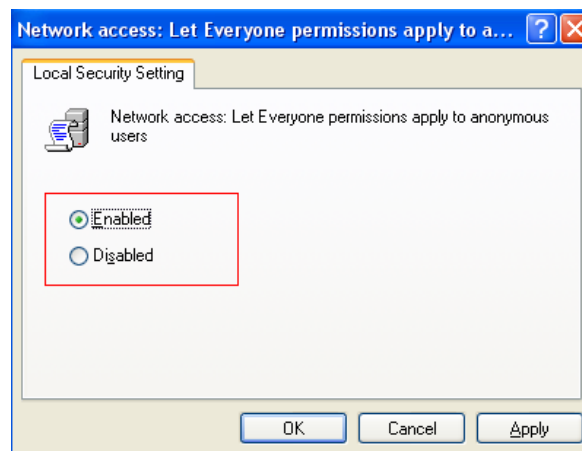 Network access: Let Everyone permissions apply to a...
Local Security Setting
Network access: Let Everyone permissions apply to anonymous
users
Enabled
Disabled
OK
Cancel
Apply